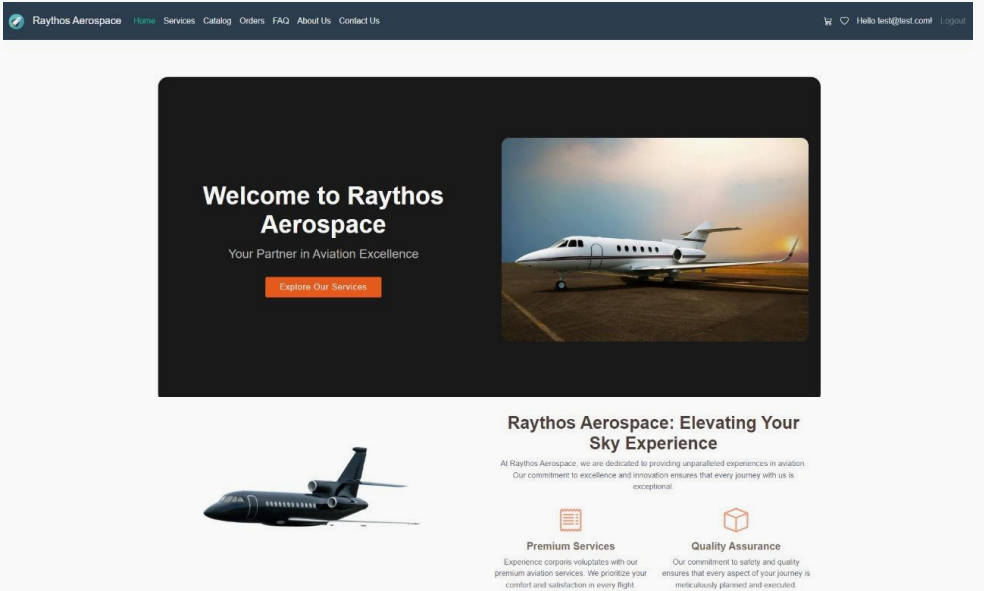 Raythos Aerospace Home Services Catalog Orders FAQ About Us Contact Us Hello test@test.com! Logout
Welcome to Raythos
Aerospace
Your Partner in Aviation Excellence
Explore Our Services
Raythos Aerospace: Elevating Your
Sky Experience
At Raythos Aerospace, we are dedicated to providing unparalleled experiences in aviation.
Our commitment to excellence and innovation ensures that every journey with us is
exceptional.
Premium Services
Experience corporis voluptates with our
premium aviation services. We prioritize your
comfort and satisfaction in every flight.
Quality Assurance
Our commitment to safety and quality
ensures that every aspect of your journey is
meticulously planned and executed.